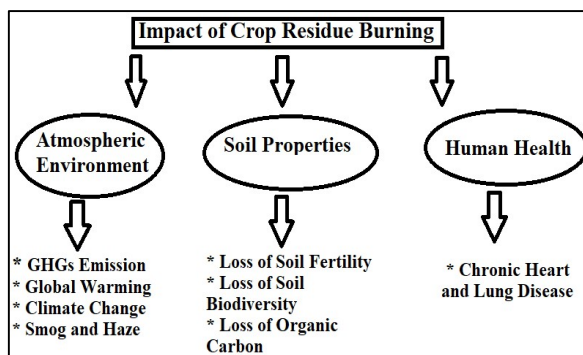 Impact of Crop Residue Burning
Atmospheric
Environment
Soil Properties
Human Health
* GHGs Emission
* Global Warming
* Climate Change
* Smog and Haze
* Loss of Soil Fertility
* Loss of Soil
Biodiversity
* Loss of Organic
Carbon
* Chronic Heart
and Lung Disease